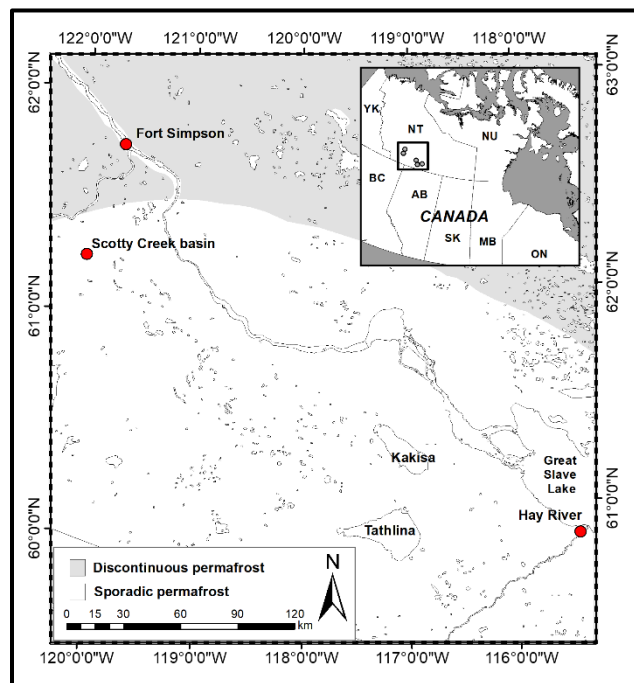 122°0'0"W 121°0'0"W 120°0'0"W 119°0'0"W 118°0'0"W
62°0'0"N
63°0'0"N
YK
NT
NU
BC
AB
CANADA
SK
MB
ON
Fort Simpson
Scotty Creek basin
61°0'0"N
62°0'0"N
Kakisa
Great
Slave
Lake
Hay River
Tathlina
60°0'0"N
61°0'0"N
Discontinuous permafrost
Sporadic permafrost
N
0 15 30 60 90 120
km
120°0'0"W 119°0'0"W 118°0'0"W 117°0'0"W 116°0'0"W